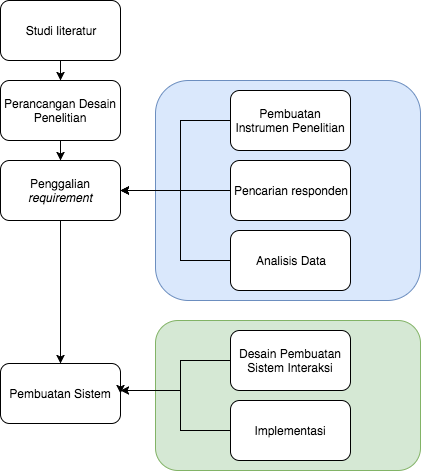 Studi literatur
Perancangan Desain
Penelitian
Penggalian
requirement
Pembuatan
Instrumen Penelitian
Pencarian responden
Analisis Data
Pembuatan Sistem
Desain Pembuatan
Sistem Interaksi
Implementasi